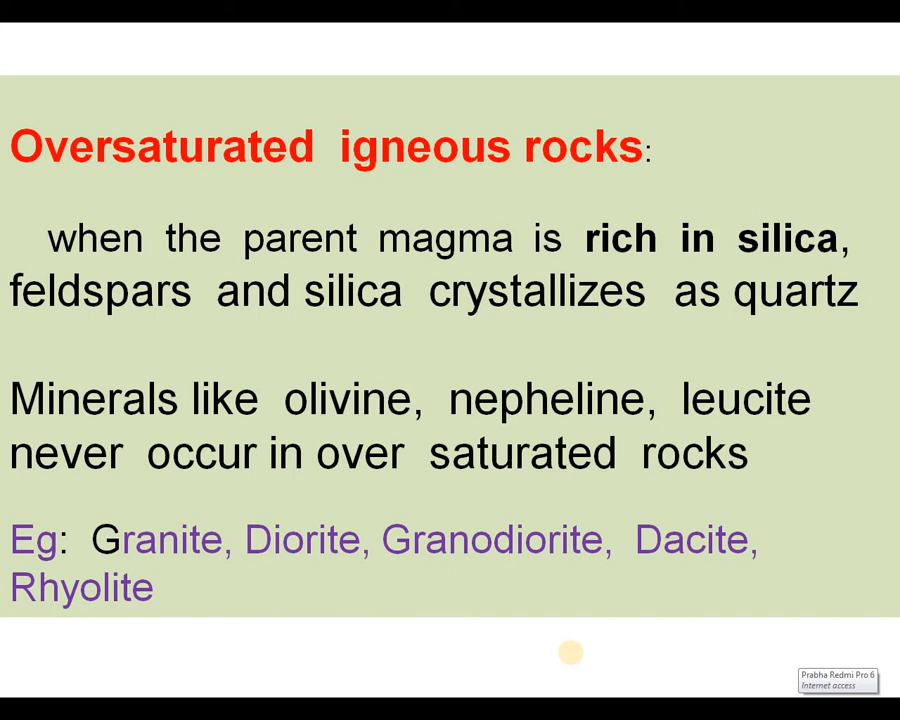 Oversaturated igneous rocks:
when the parent magma is rich in silica,
feldspars and silica crystallizes as quartz
Minerals like olivine, nepheline, leucite
never occur in over saturated rocks
Eg: Granite, Diorite, Granodiorite, Dacite,
Rhyolite
Prabha Redmi Pro 6
Internet access